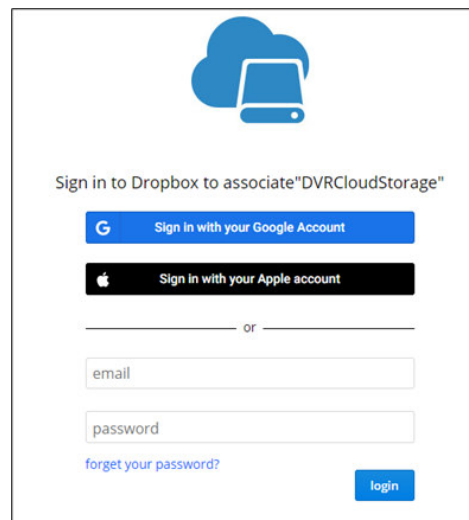 Sign in to Dropbox to associate"DVRCloudStorage"
G Sign in with your Google Account
Sign in with your Apple account
or
email
password
forget your password?
login